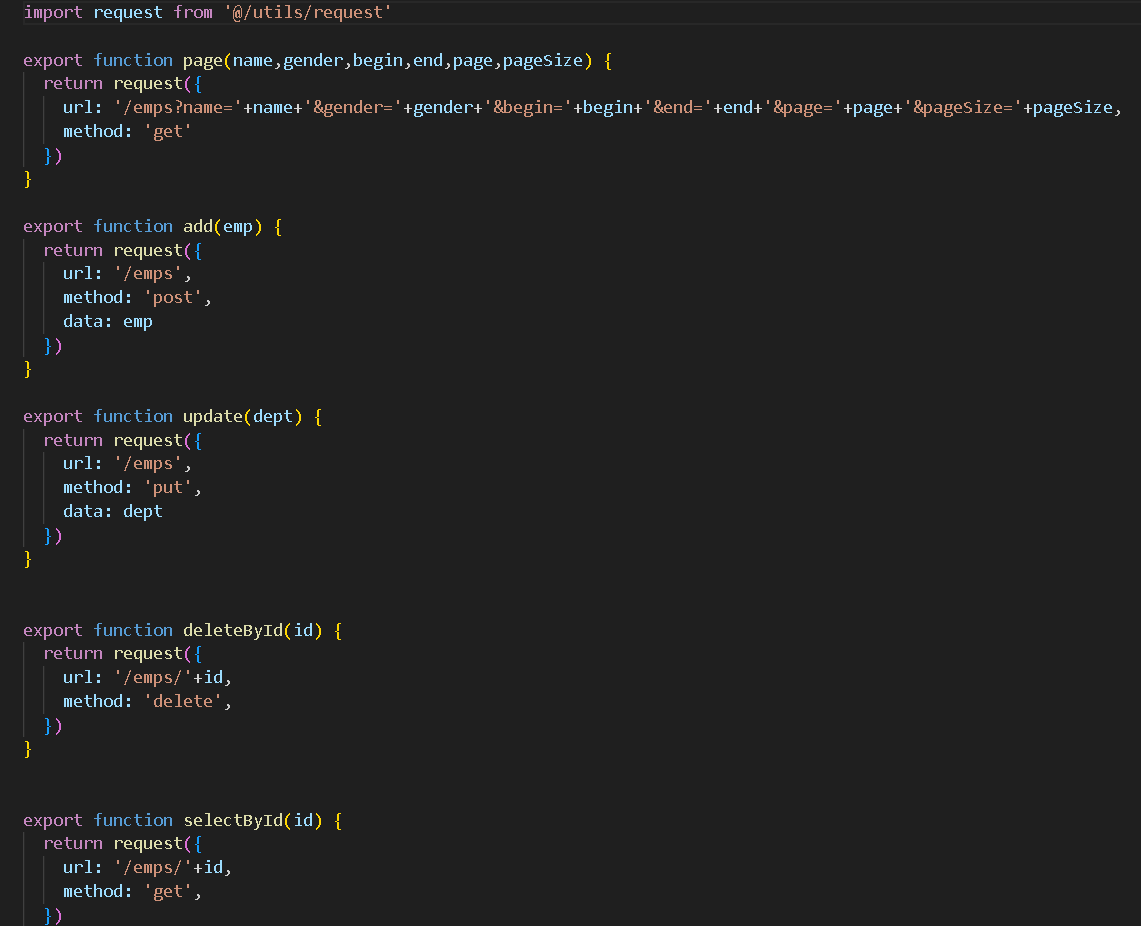 import request from '@/utils/request'

export function page(name,gender,begin,end,page,pageSize) {
  return request({
    url: '/emps?name='+name+'&gender='+gender+'&begin='+begin+'&end='+end+'&page='+page+'&pageSize='+pageSize,
    method: 'get'
  })
}

export function add(emp) {
  return request({
    url: '/emps',
    method: 'post',
    data: emp
  })
}

export function update(dept) {
  return request({
    url: '/emps',
    method: 'put',
    data: dept
  })
}


export function deleteById(id) {
  return request({
    url: '/emps/'+id,
    method: 'delete',
  })
}


export function selectById(id) {
  return request({
    url: '/emps/'+id,
    method: 'get',
  })